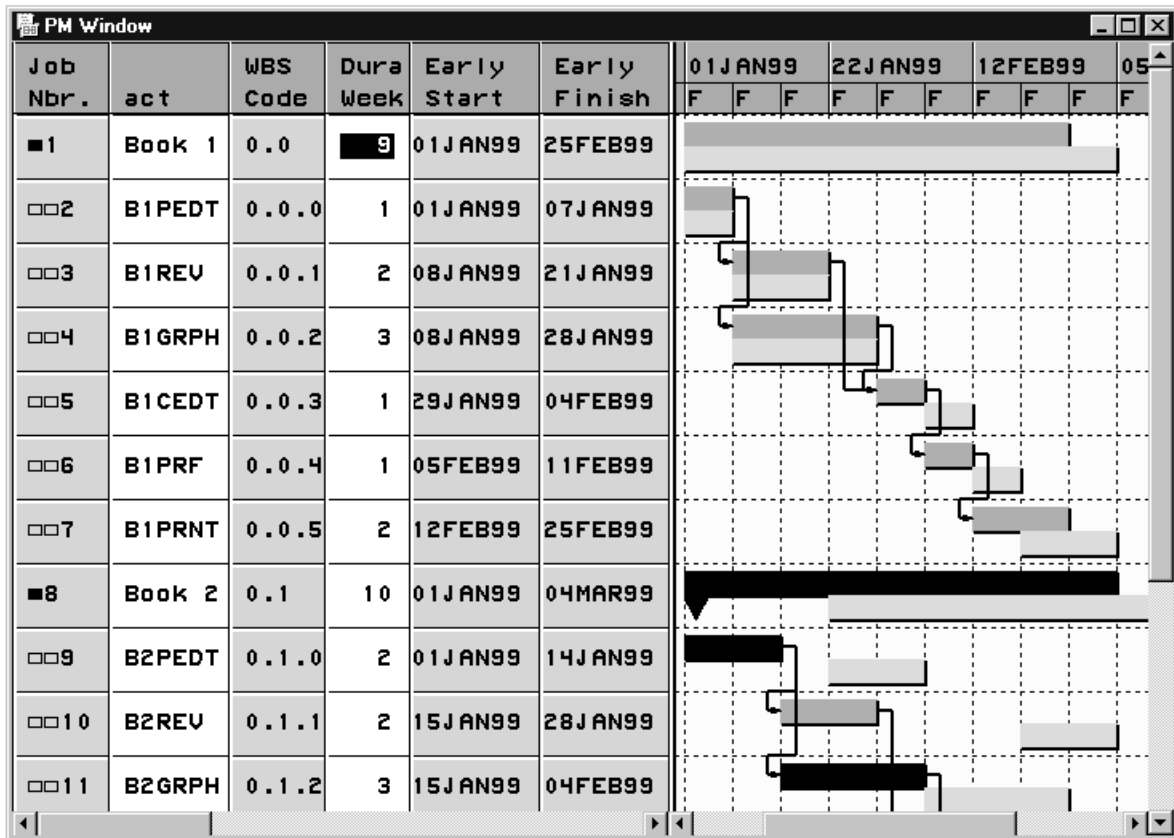 PM Window
Job WBS Dura Early Early 01JAN99 22JAN99 12FEB99 05
Nbr. act Code Week Start Finish F F F F F F F F F F
1 Book 1 0.0 9 01JAN99 25FEB99
2 B1PEDT 0.0.0 1 01JAN99 07JAN99
3 B1REV 0.0.1 2 08JAN99 21JAN99
4 B1GRPH 0.0.2 3 08JAN99 28JAN99
5 B1CEDT 0.0.3 1 29JAN99 04FEB99
6 B1PRF 0.0.4 1 05FEB99 11FEB99
7 B1PRNT 0.0.5 2 12FEB99 25FEB99
8 Book 2 0.1 10 01JAN99 04MAR99
9 B2PEDT 0.1.0 2 01JAN99 14JAN99
10 B2REV 0.1.1 2 15JAN99 28JAN99
11 B2GRPH 0.1.2 3 15JAN99 04FEB99